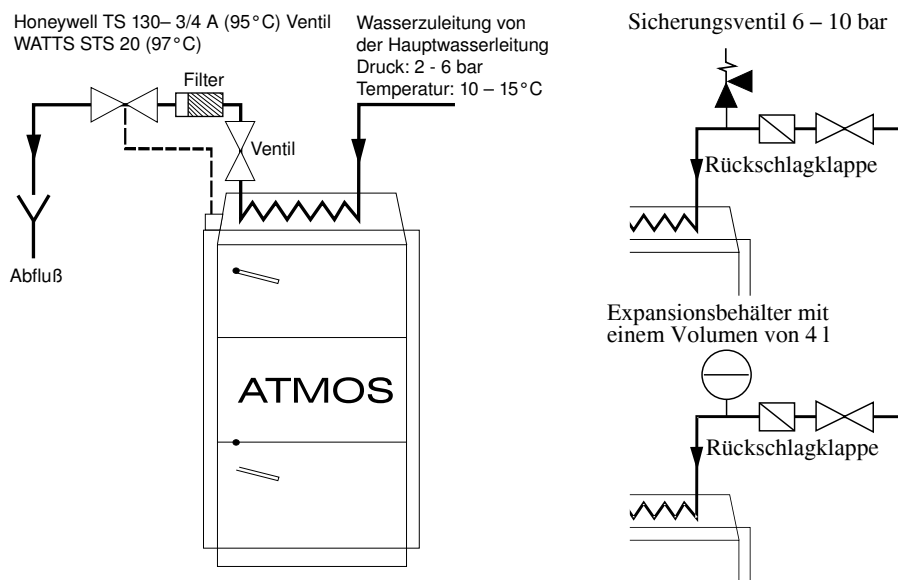 Honeywell TS 130– 3/4 A (95°C) Ventil
WATTS STS 20 (97°C)
Wasserzuleitung von
der Hauptwasserleitung
Druck: 2 - 6 bar
Temperatur: 10 – 15°C
Filter
Ventil
Abfluß
ATMOS
Sicherungsventil 6 – 10 bar
Rückschlagklappe
Expansionsbehälter mit
einem Volumen von 4 l
Rückschlagklappe